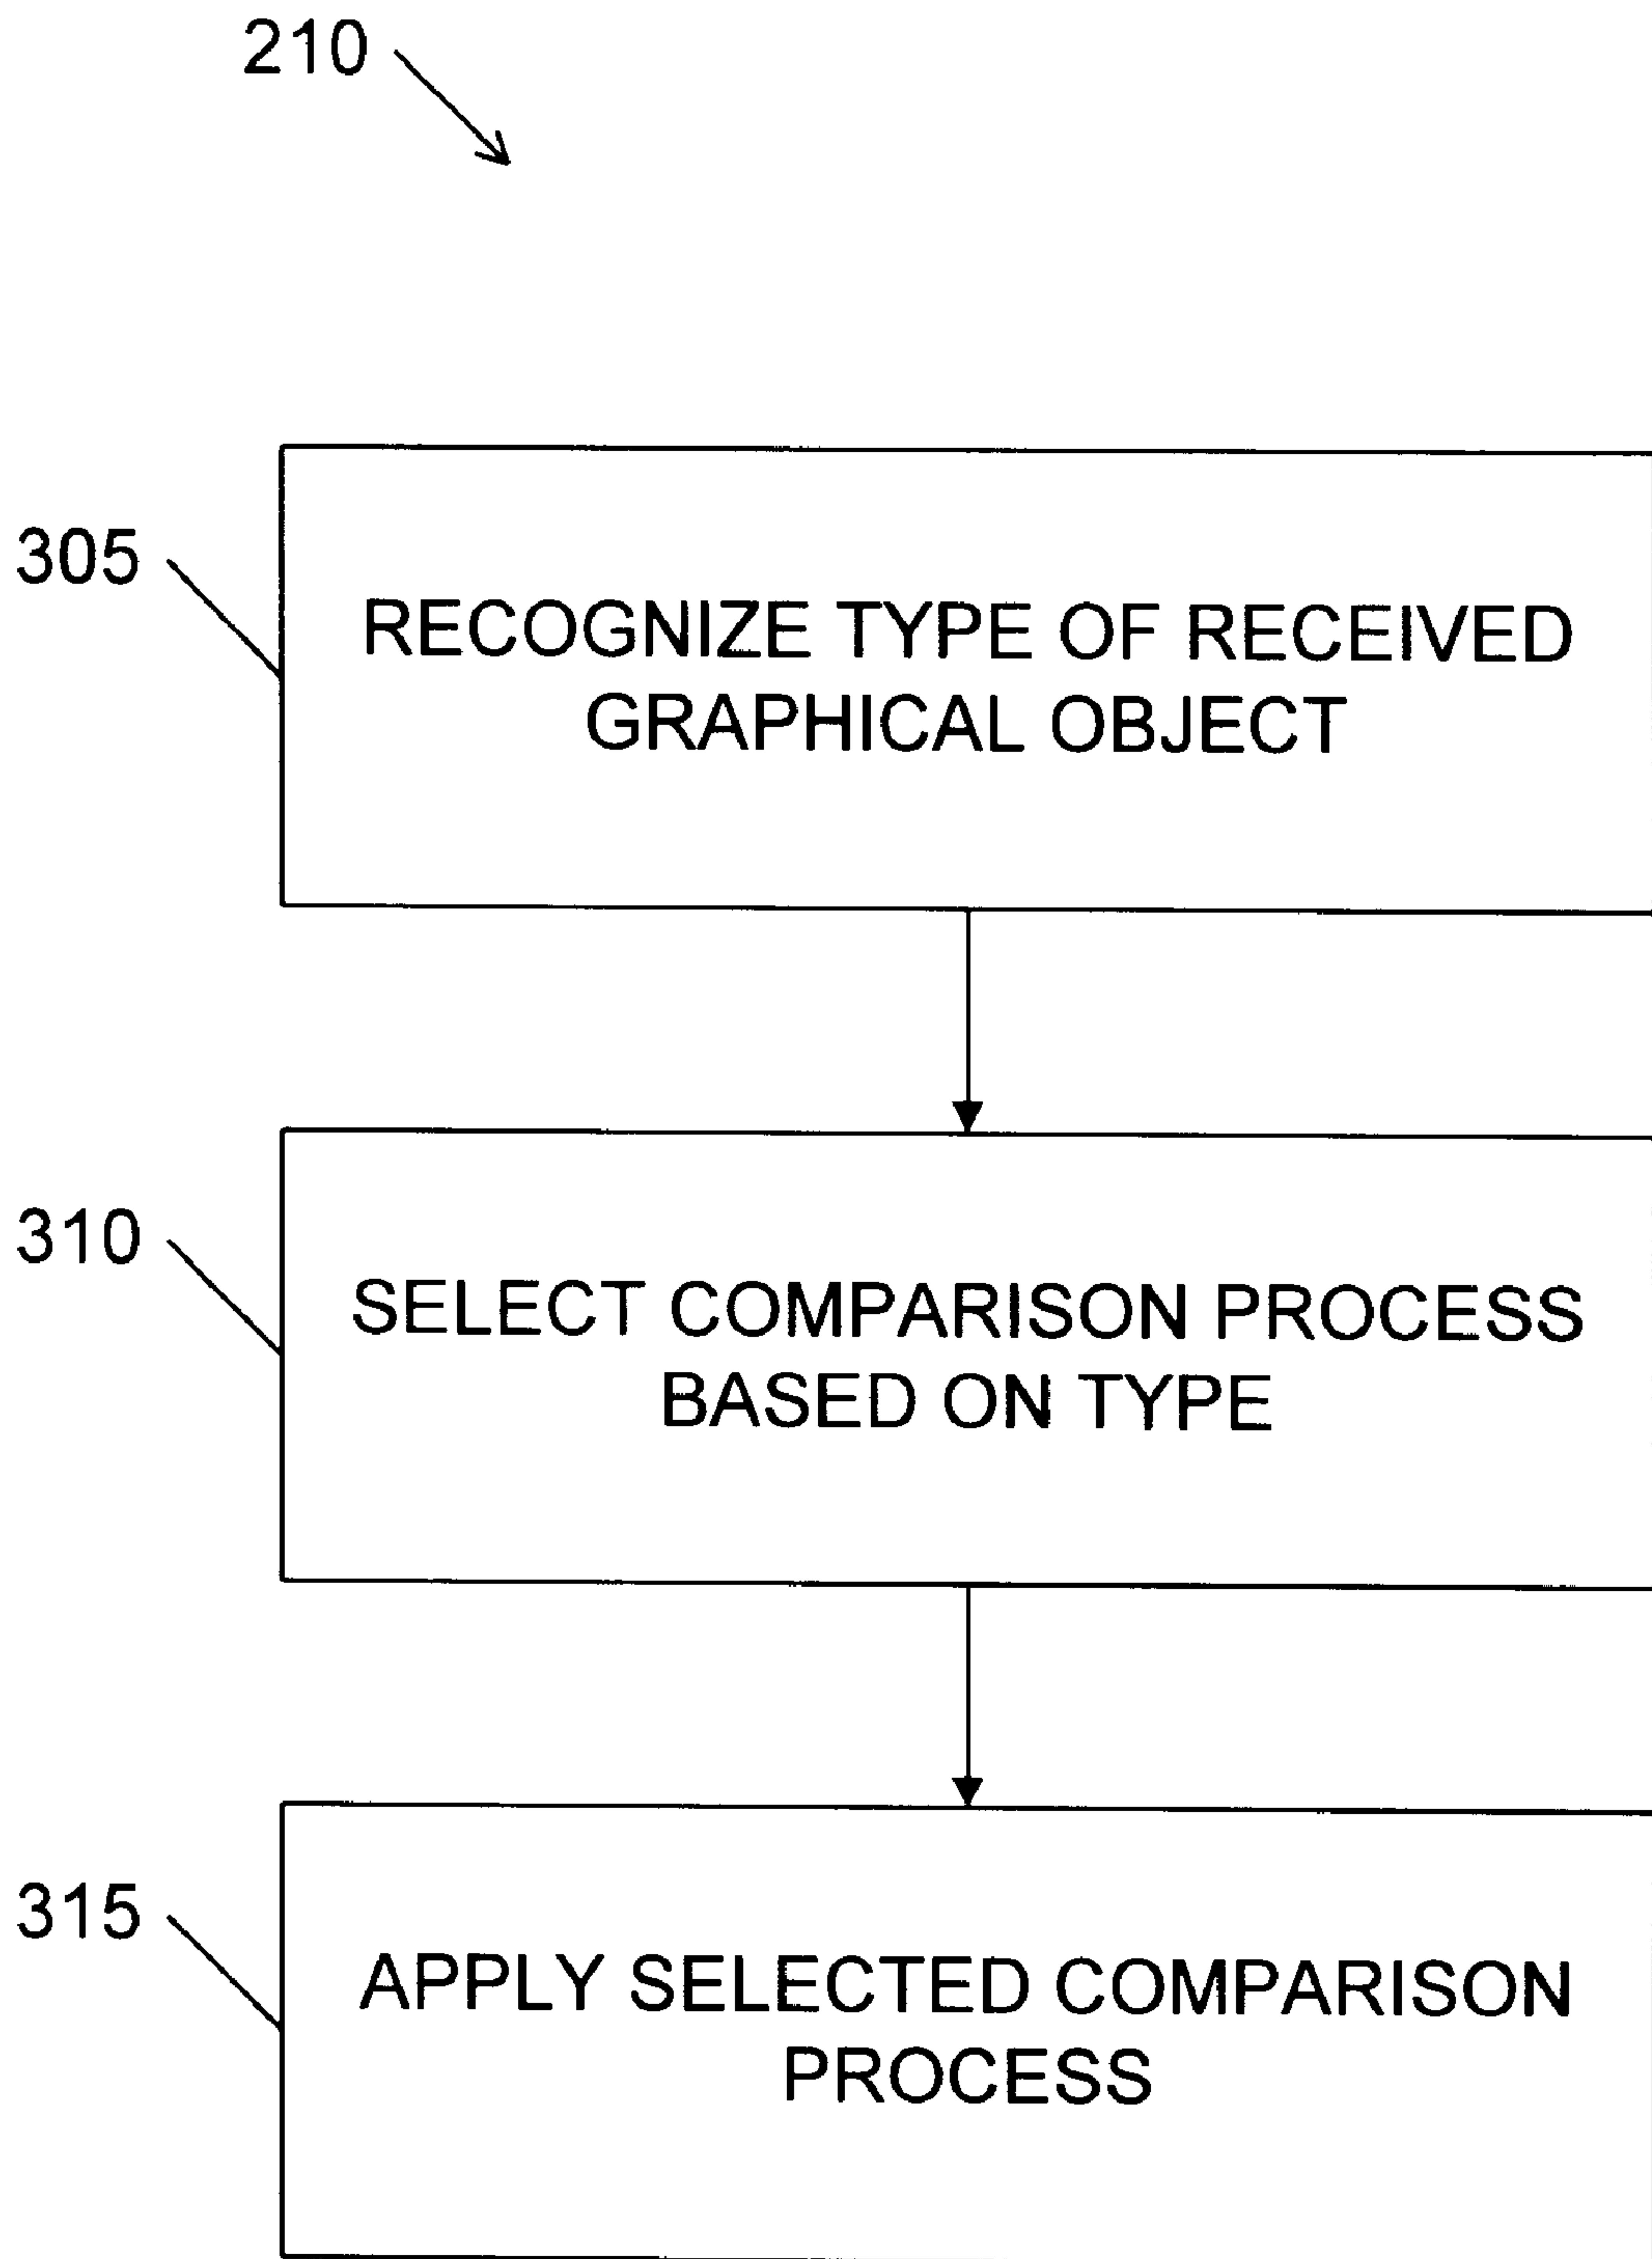 210
305
RECOGNIZE TYPE OF RECEIVED
GRAPHICAL OBJECT
310
SELECT COMPARISON PROCESS
BASED ON TYPE
315
APPLY SELECTED COMPARISON
PROCESS